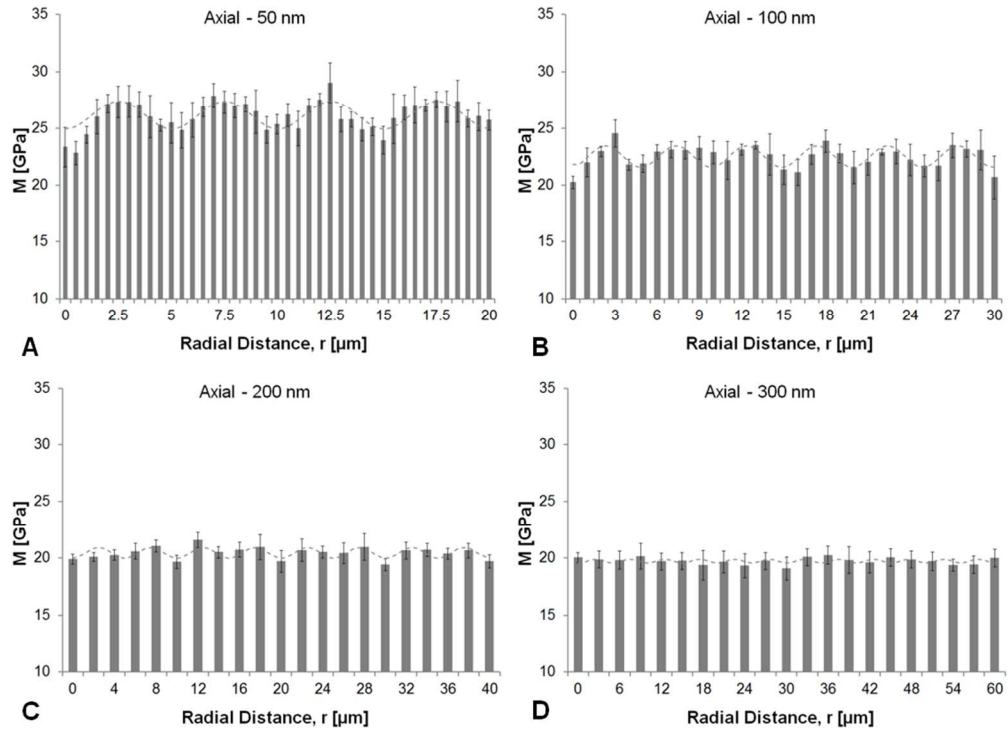 Axial - 50 nm
35
30
25
20
15
10
M [GPa]
0 2.5 5 7.5 10 12.5 15 17.5 20
Radial Distance, r [µm]
A
Axial - 100 nm
35
30
25
20
15
10
M [GPa]
0 3 6 9 12 15 18 21 24 27 30
Radial Distance, r [µm]
B
Axial - 200 nm
35
30
25
20
15
10
M [GPa]
0 4 8 12 16 20 24 28 32 36 40
Radial Distance, r [µm]
C
Axial - 300 nm
35
30
25
20
15
10
M [GPa]
0 6 12 18 24 30 36 42 48 54 60
Radial Distance, r [µm]
D